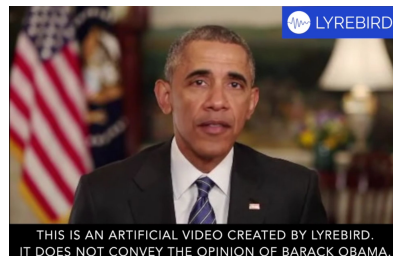 LYREBIRD
THIS IS AN ARTIFICIAL VIDEO CREATED BY LYREBIRD.
IT DOES NOT CONVEY THE OPINION OF BARACK OBAMA.